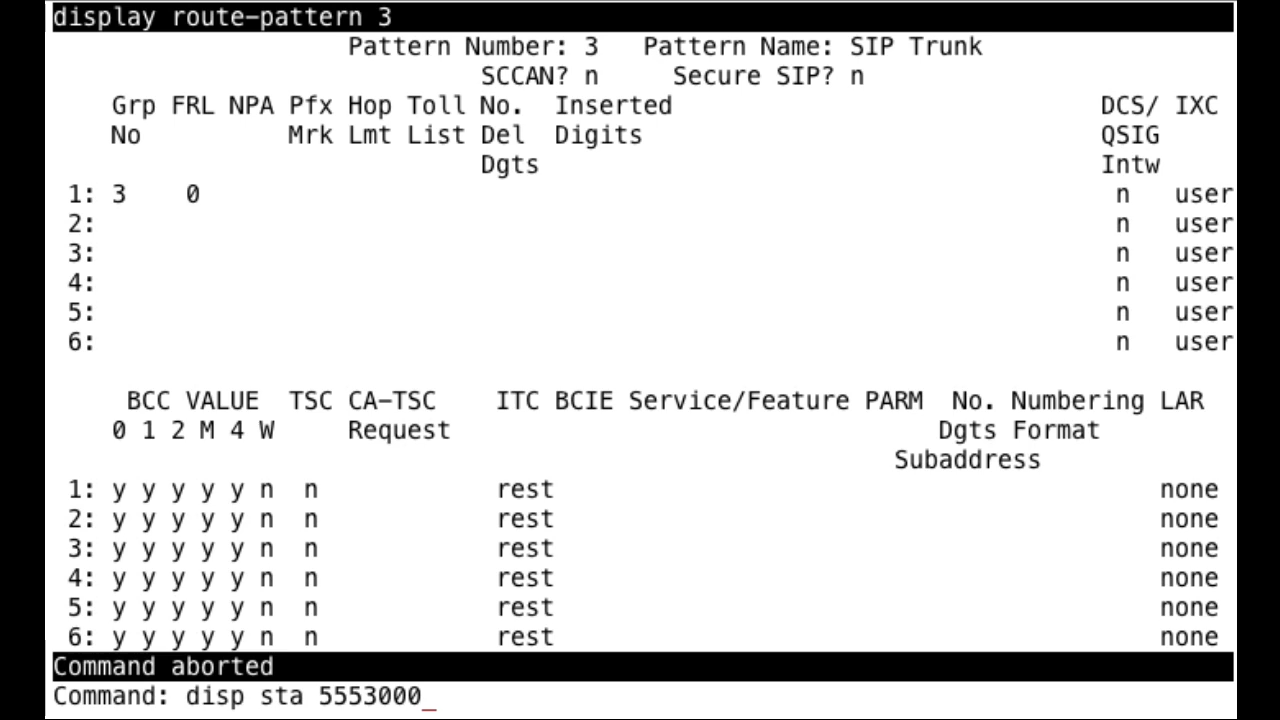 display route-pattern 3
Pattern Number: 3   Pattern Name: SIP Trunk
SCCAN? n     Secure SIP? n
Grp FRL NPA Pfx Hop Toll No.  Inserted                             DCS/ IXC
No          Mrk Lmt List Del  Digits                               QSIG
Dgts                                      Intw
1: 3    0                                                              n   user
2:                                                                     n   user
3:                                                                     n   user
4:                                                                     n   user
5:                                                                     n   user
6:                                                                     n   user
BCC VALUE  TSC CA-TSC    ITC BCIE Service/Feature PARM  No. Numbering LAR
0 1 2 M 4 W     Request                                 Dgts Format
Subaddress
1: y y y y y n  n            rest                                         none
2: y y y y y n  n            rest                                         none
3: y y y y y n  n            rest                                         none
4: y y y y y n  n            rest                                         none
5: y y y y y n  n            rest                                         none
6: y y y y y n  n            rest                                         none
Command aborted
Command: disp sta 5553000_